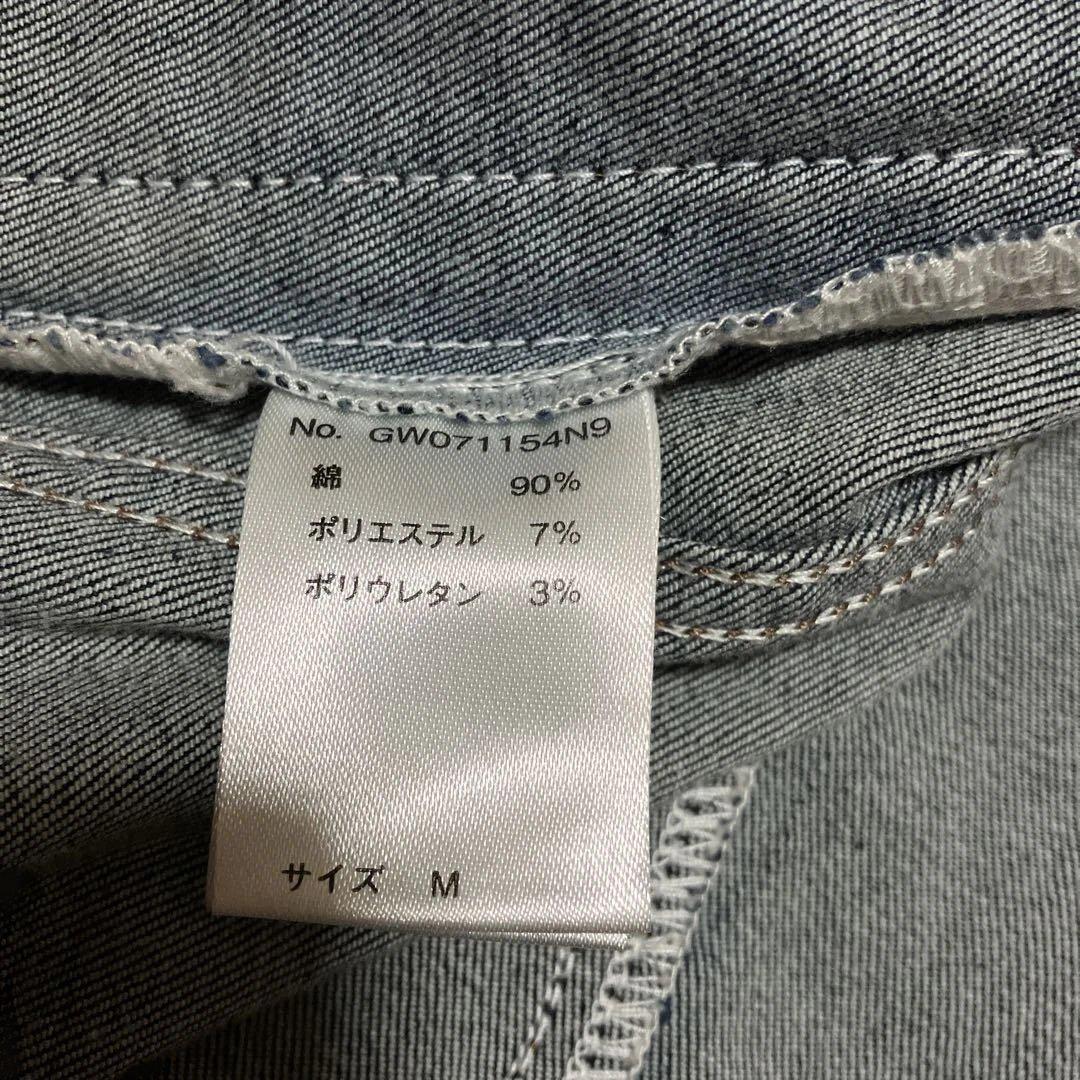 No. GW071154N9
綿 90%
ポリエステル 7%
ポリウレタン 3%
サイズ M